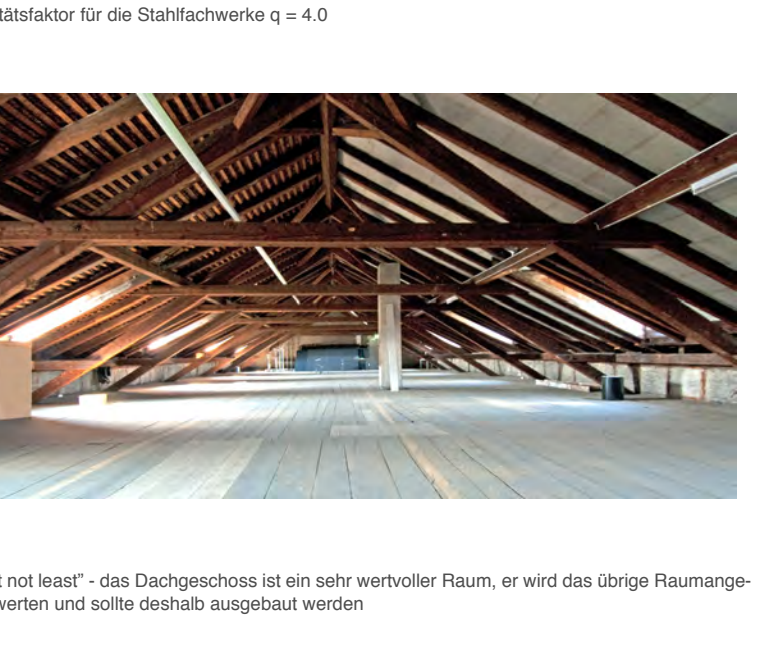 tätsfaktor für die Stahlfachwerke q = 4.0
t not least” - das Dachgeschoss ist ein sehr wertvoller Raum, er wird das übrige Raumange-
werten und sollte deshalb ausgebaut werden